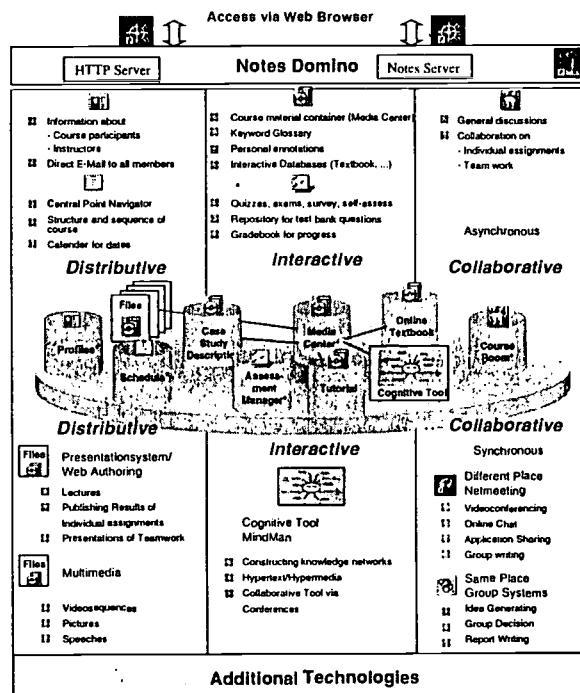 Access via Web Browser
HTTP Server
Notes Domino
Notes Server
Information about
- Course participants
- Instructors
Direct E-Mail to all members
Central Point Navigator
Structure and sequence of
course
Calender for dates
Distributive
Course material container (Media Center)
Keyword Glossary
Personal annotations
Interactive Databases (Textbook, ...)
Quizzes, exams, survey, self-assess
Repository for test bank questions
Gradebook for progress
Interactive
General discussions
Collaboration on
- Individual assignments
- Team work
Asynchronous
Collaborative
Files
Profiles*
Schedule*
Case
Study
Descriptio
Assess-
ment
Manager*
Media
Center*
Tutorial
Online
Textbook
Cognitive Tool
Course
Room*
Distributive
Files
Presentationsystem/
Web Authoring
Lectures
Publishing Results of
Individual assignments
Presentations of Teamwork
Files
Multimedia
Videosequences
Pictures
Speeches
Interactive
Cognitive Tool
MindMan
Constructing knowledge networks
Hypertext/Hypermedia
Collaborative Tool via
Conferences
Collaborative
Synchronous
Different Place
Netmeeting
Videoconferencing
Online Chat
Application Sharing
Group writing
Same Place
Group Systems
Idea Generating
Group Decision
Report Writing
Additional Technologies